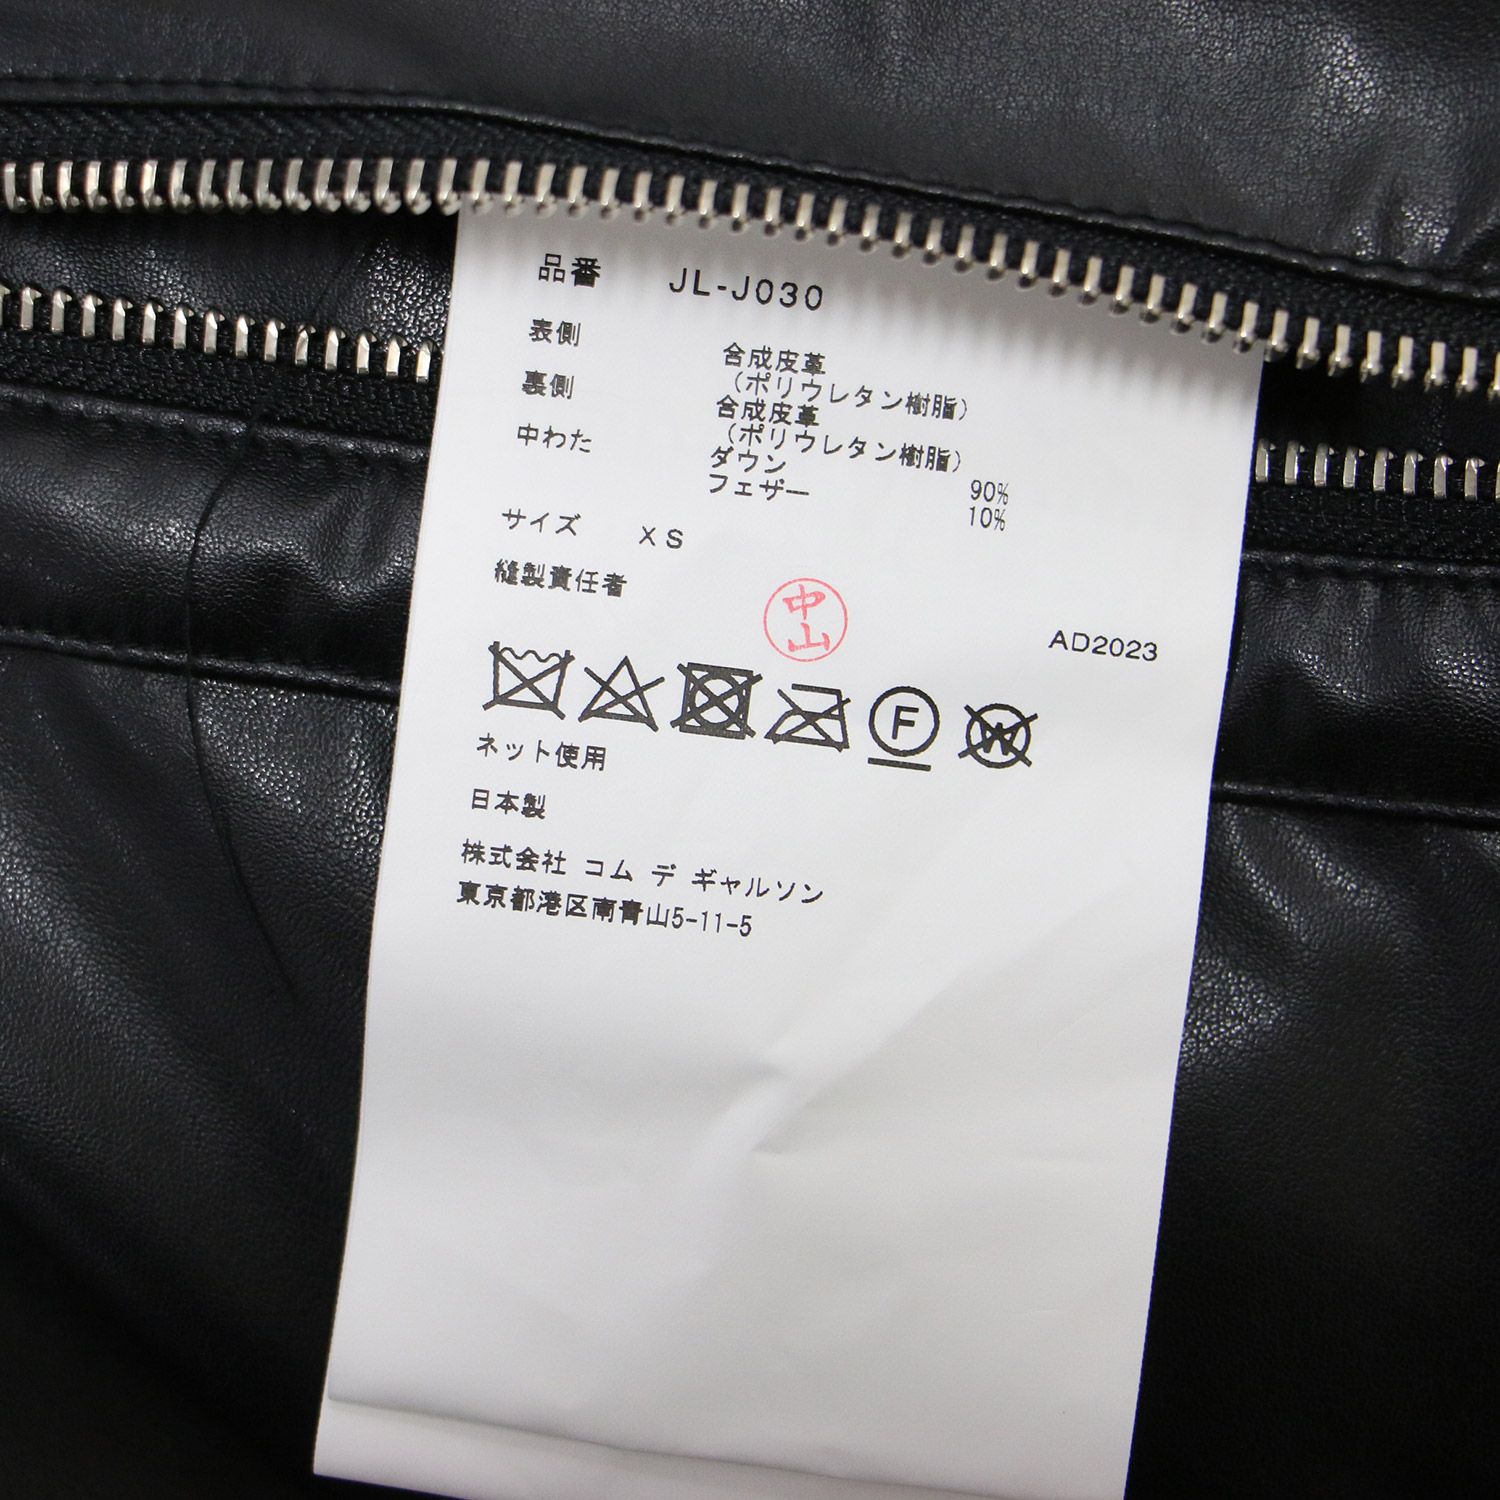 品番 JL-J030
表側 合成皮革
（ポリウレタン樹脂）
裏側 合成皮革
（ポリウレタン樹脂）
中わた ダウン 90%
フェザー 10%
サイズ XS
縫製責任者 中山
AD2023
F W
ネット使用
日本製
株式会社 コム デ ギャルソン
東京都港区南青山5-11-5